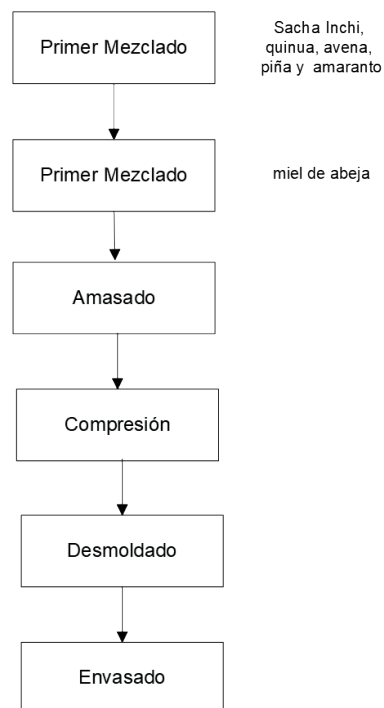 Primer Mezclado
Sacha Inchi,
quinua, avena,
piña y amaranto
Primer Mezclado
miel de abeja
Amasado
Compresión
Desmoldado
Envasado